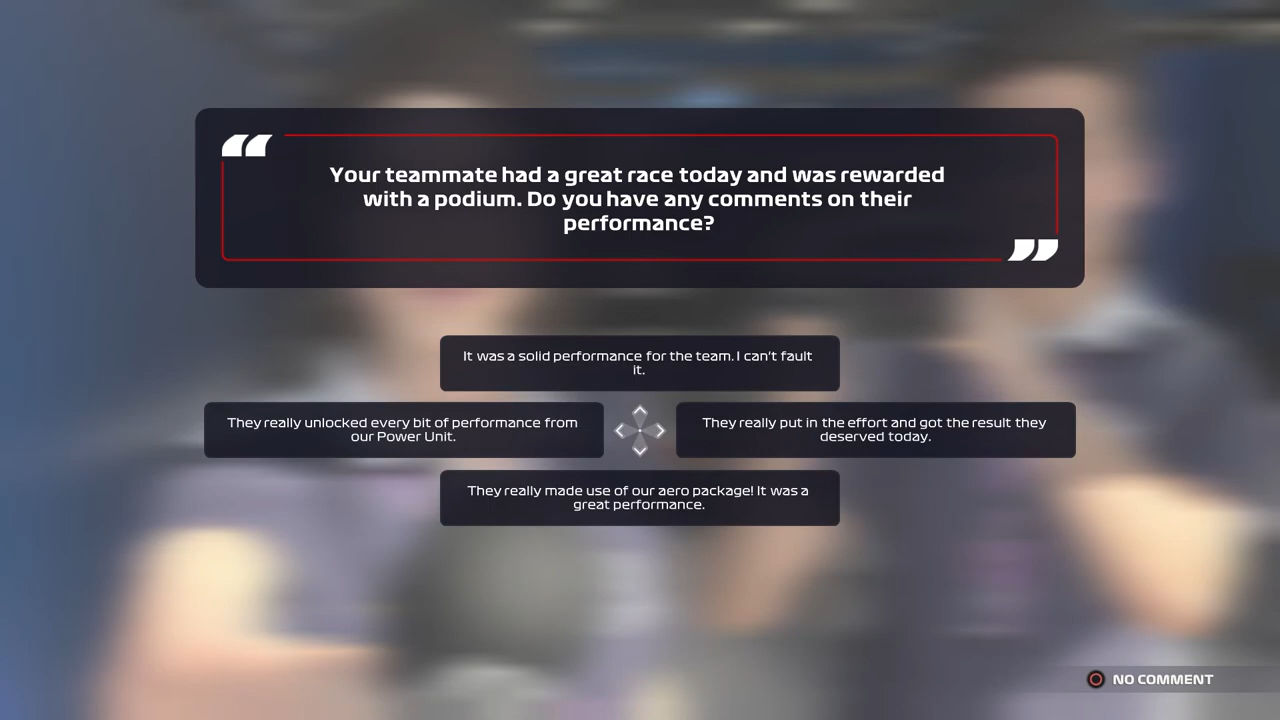 Your teammate had a great race today and was rewarded
with a podium. Do you have any comments on their
performance?
It was a solid performance for the team. I can't fault
it.
They really unlocked every bit of performance from
our Power Unit.
They really put in the effort and got the result they
deserved today.
They really made use of our aero package! It was a
great performance.
NO COMMENT